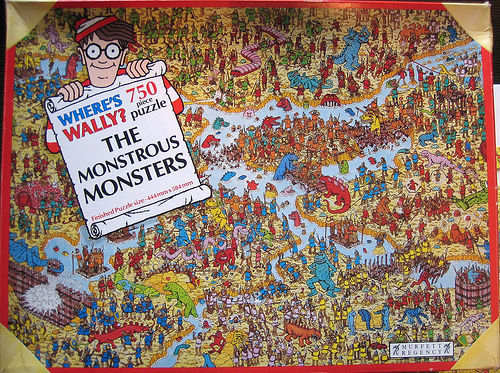 WHERE'S
WALLY?
750
piece
puzzle
THE
MONSTROUS
MONSTERS
Finished Puzzle size - 444mm x 584mm
MURFETT
REGENCY